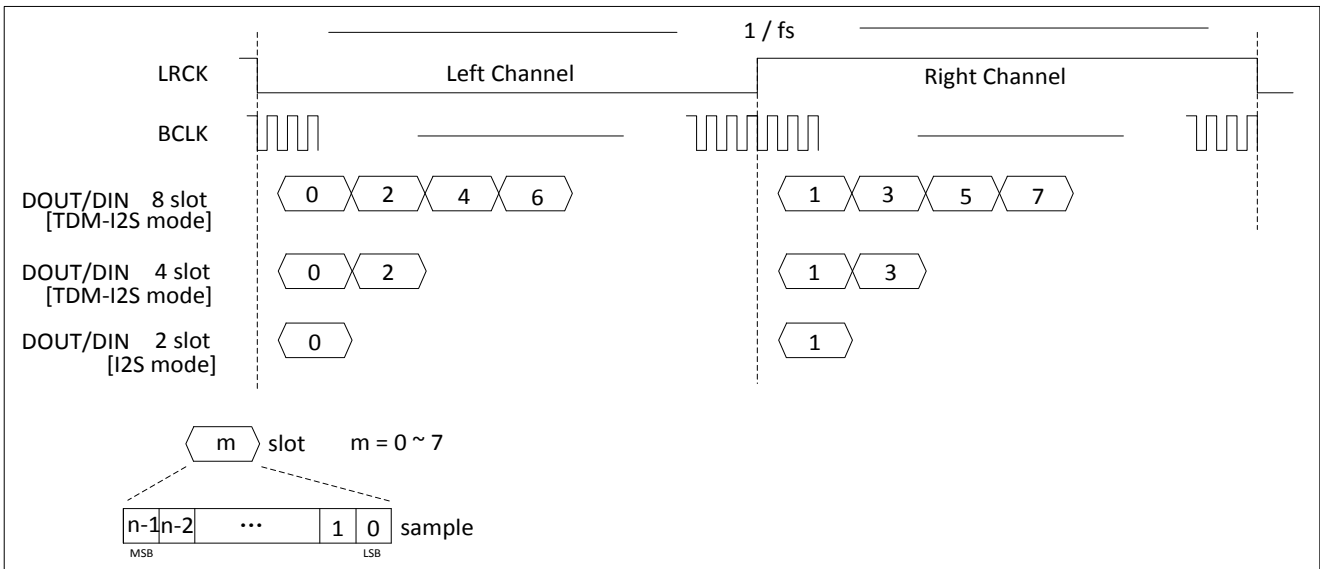 1 / fs
LRCK Left Channel Right Channel
BCLK
DOUT/DIN 8 slot 0 2 4 6 1 3 5 7
[TDM-I2S mode]
DOUT/DIN 4 slot 0 2 1 3
[TDM-I2S mode]
DOUT/DIN 2 slot 0 1
[I2S mode]
m slot m = 0 ~ 7
n-1 n-2 ... 1 0 sample
MSB LSB